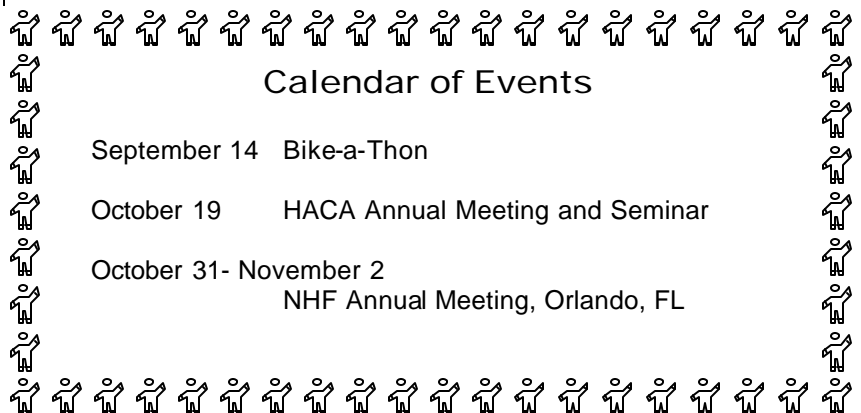 Calendar of Events
September 14 Bike-a-Thon
October 19 HACA Annual Meeting and Seminar
October 31- November 2
NHF Annual Meeting, Orlando, FL